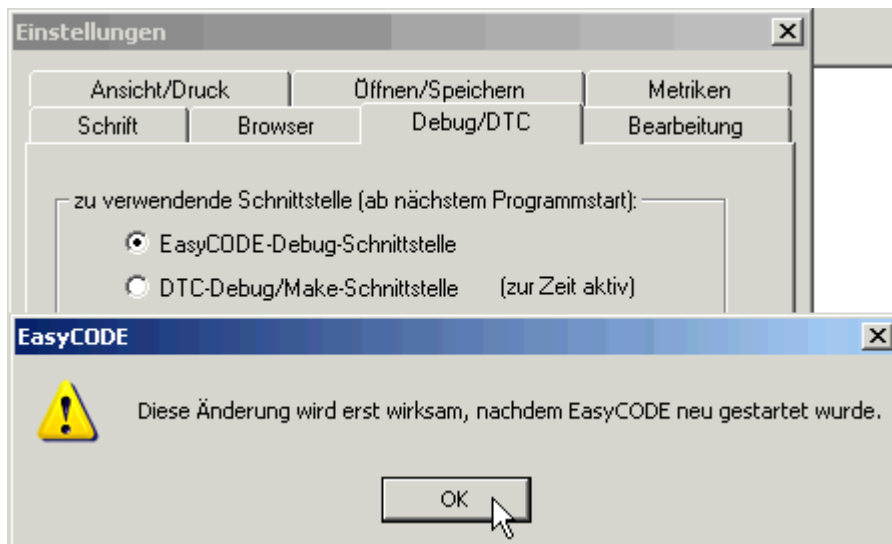 Einstellungen
Ansicht/Druck Öffnen/Speichern Metriken
Schrift Browser Debug/DTC Bearbeitung
zu verwendende Schnittstelle (ab nächstem Programmstart):
EasyCODE-Debug-Schnittstelle
DTC-Debug/Make-Schnittstelle (zur Zeit aktiv)
EasyCODE
Diese Änderung wird erst wirksam, nachdem EasyCODE neu gestartet wurde.
OK